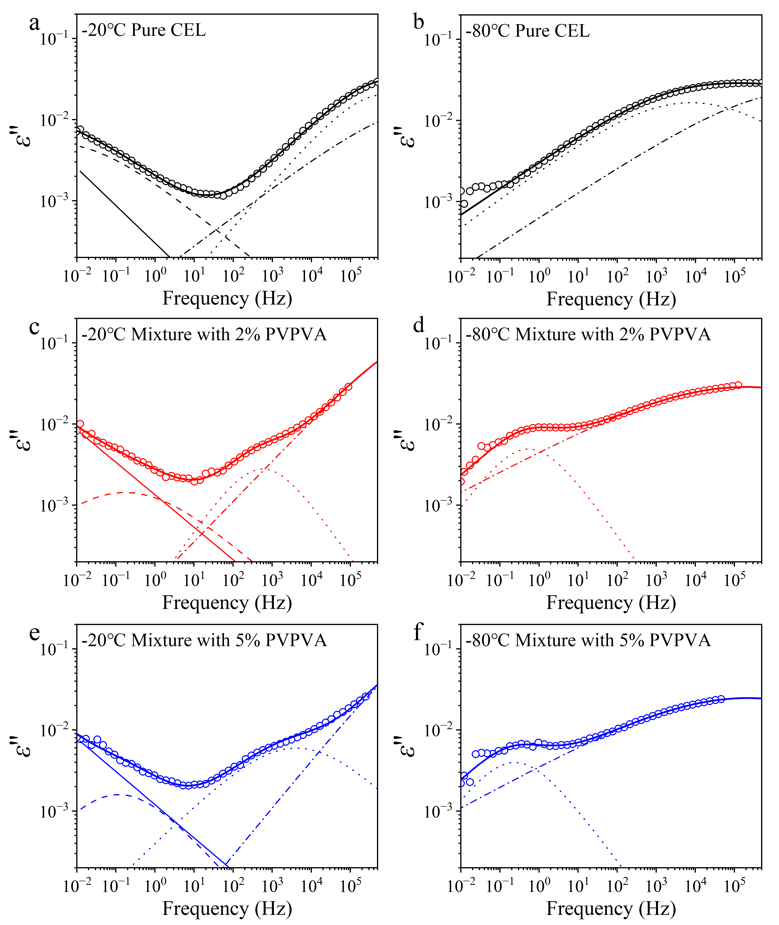 a
-20°C Pure CEL
10⁻¹
10⁻²
10⁻³
ε"
10⁻² 10⁻¹ 10⁰ 10¹ 10² 10³ 10⁴ 10⁵
Frequency (Hz)
b
-80°C Pure CEL
10⁻¹
10⁻²
10⁻³
ε"
10⁻² 10⁻¹ 10⁰ 10¹ 10² 10³ 10⁴ 10⁵
Frequency (Hz)
c
-20°C Mixture with 2% PVPVA
10⁻¹
10⁻²
10⁻³
ε"
10⁻² 10⁻¹ 10⁰ 10¹ 10² 10³ 10⁴ 10⁵
Frequency (Hz)
d
-80°C Mixture with 2% PVPVA
10⁻¹
10⁻²
10⁻³
ε"
10⁻² 10⁻¹ 10⁰ 10¹ 10² 10³ 10⁴ 10⁵
Frequency (Hz)
e
-20°C Mixture with 5% PVPVA
10⁻¹
10⁻²
10⁻³
ε"
10⁻² 10⁻¹ 10⁰ 10¹ 10² 10³ 10⁴ 10⁵
Frequency (Hz)
f
-80°C Mixture with 5% PVPVA
10⁻¹
10⁻²
10⁻³
ε"
10⁻² 10⁻¹ 10⁰ 10¹ 10² 10³ 10⁴ 10⁵
Frequency (Hz)